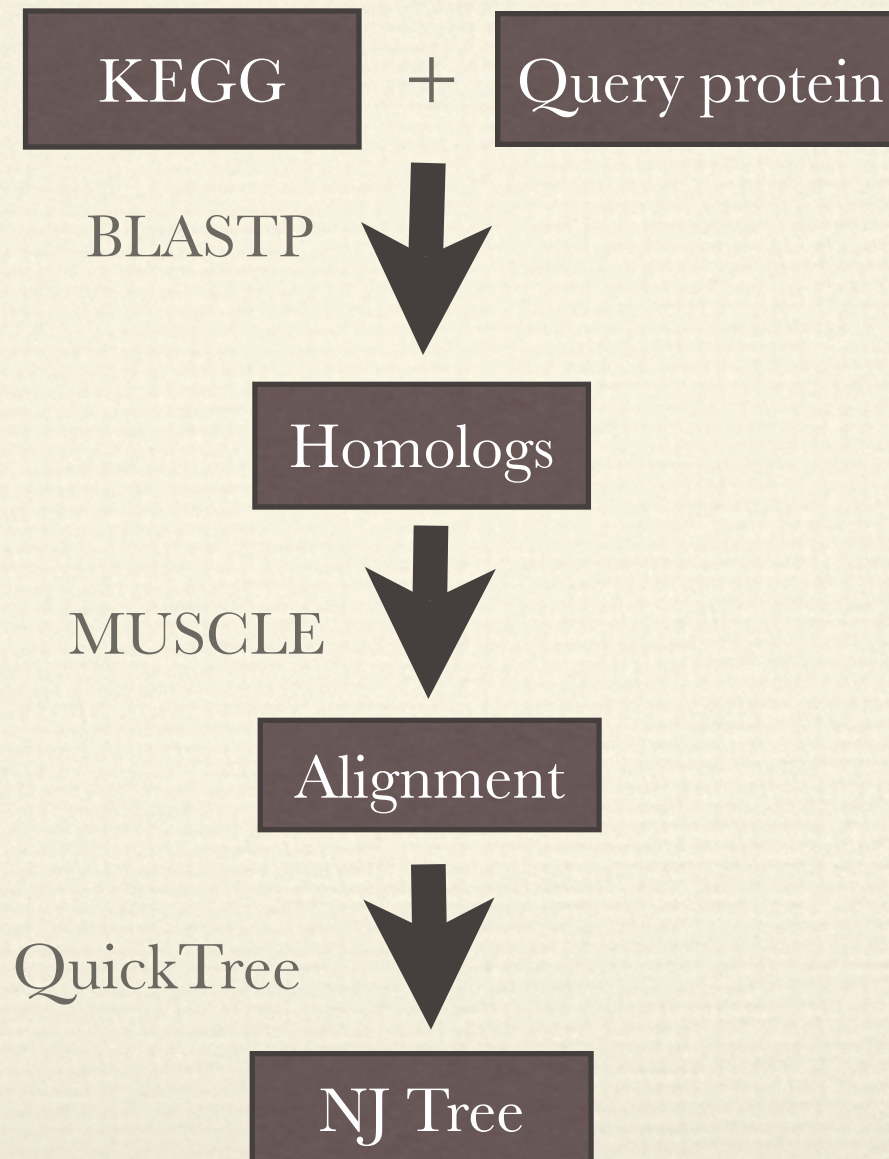 KEGG + Query protein
BLASTP
Homologs
MUSCLE
Alignment
QuickTree
NJ Tree